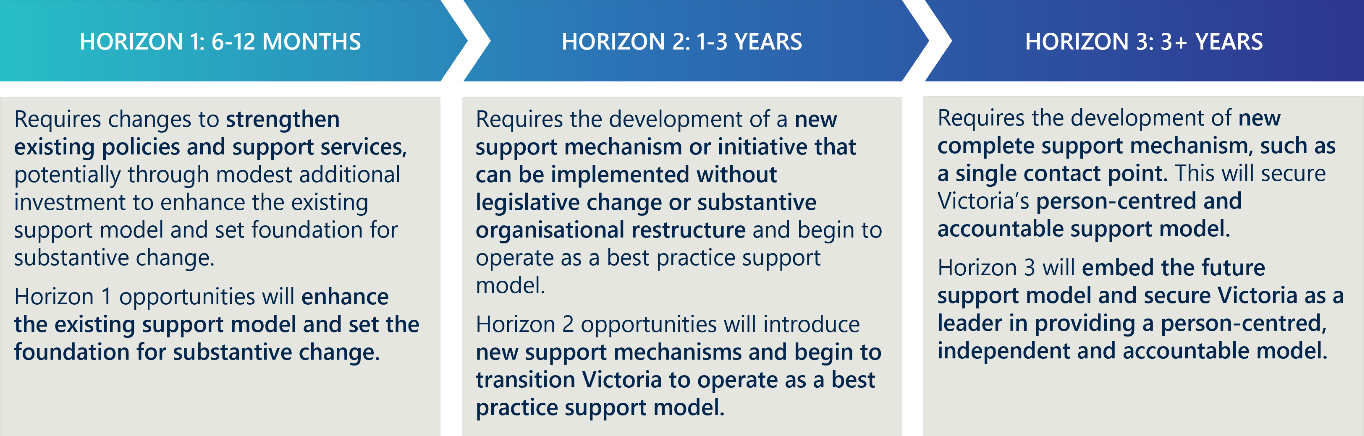 HORIZON 1: 6-12 MONTHS
Requires changes to strengthen
existing policies and support services,
potentially through modest additional
investment to enhance the existing
support model and set foundation for
substantive change.
Horizon 1 opportunities will enhance
the existing support model and set the
foundation for substantive change.
HORIZON 2: 1-3 YEARS
Requires the development of a new
support mechanism or initiative that
can be implemented without
legislative change or substantive
organisational restructure and begin to
operate as a best practice support
model.
Horizon 2 opportunities will introduce
new support mechanisms and begin to
transition Victoria to operate as a best
practice support model.
HORIZON 3: 3+ YEARS
Requires the development of new
complete support mechanism, such as
a single contact point. This will secure
Victoria’s person-centred and
accountable support model.
Horizon 3 will embed the future
support model and secure Victoria as a
leader in providing a person-centred,
independent and accountable model.